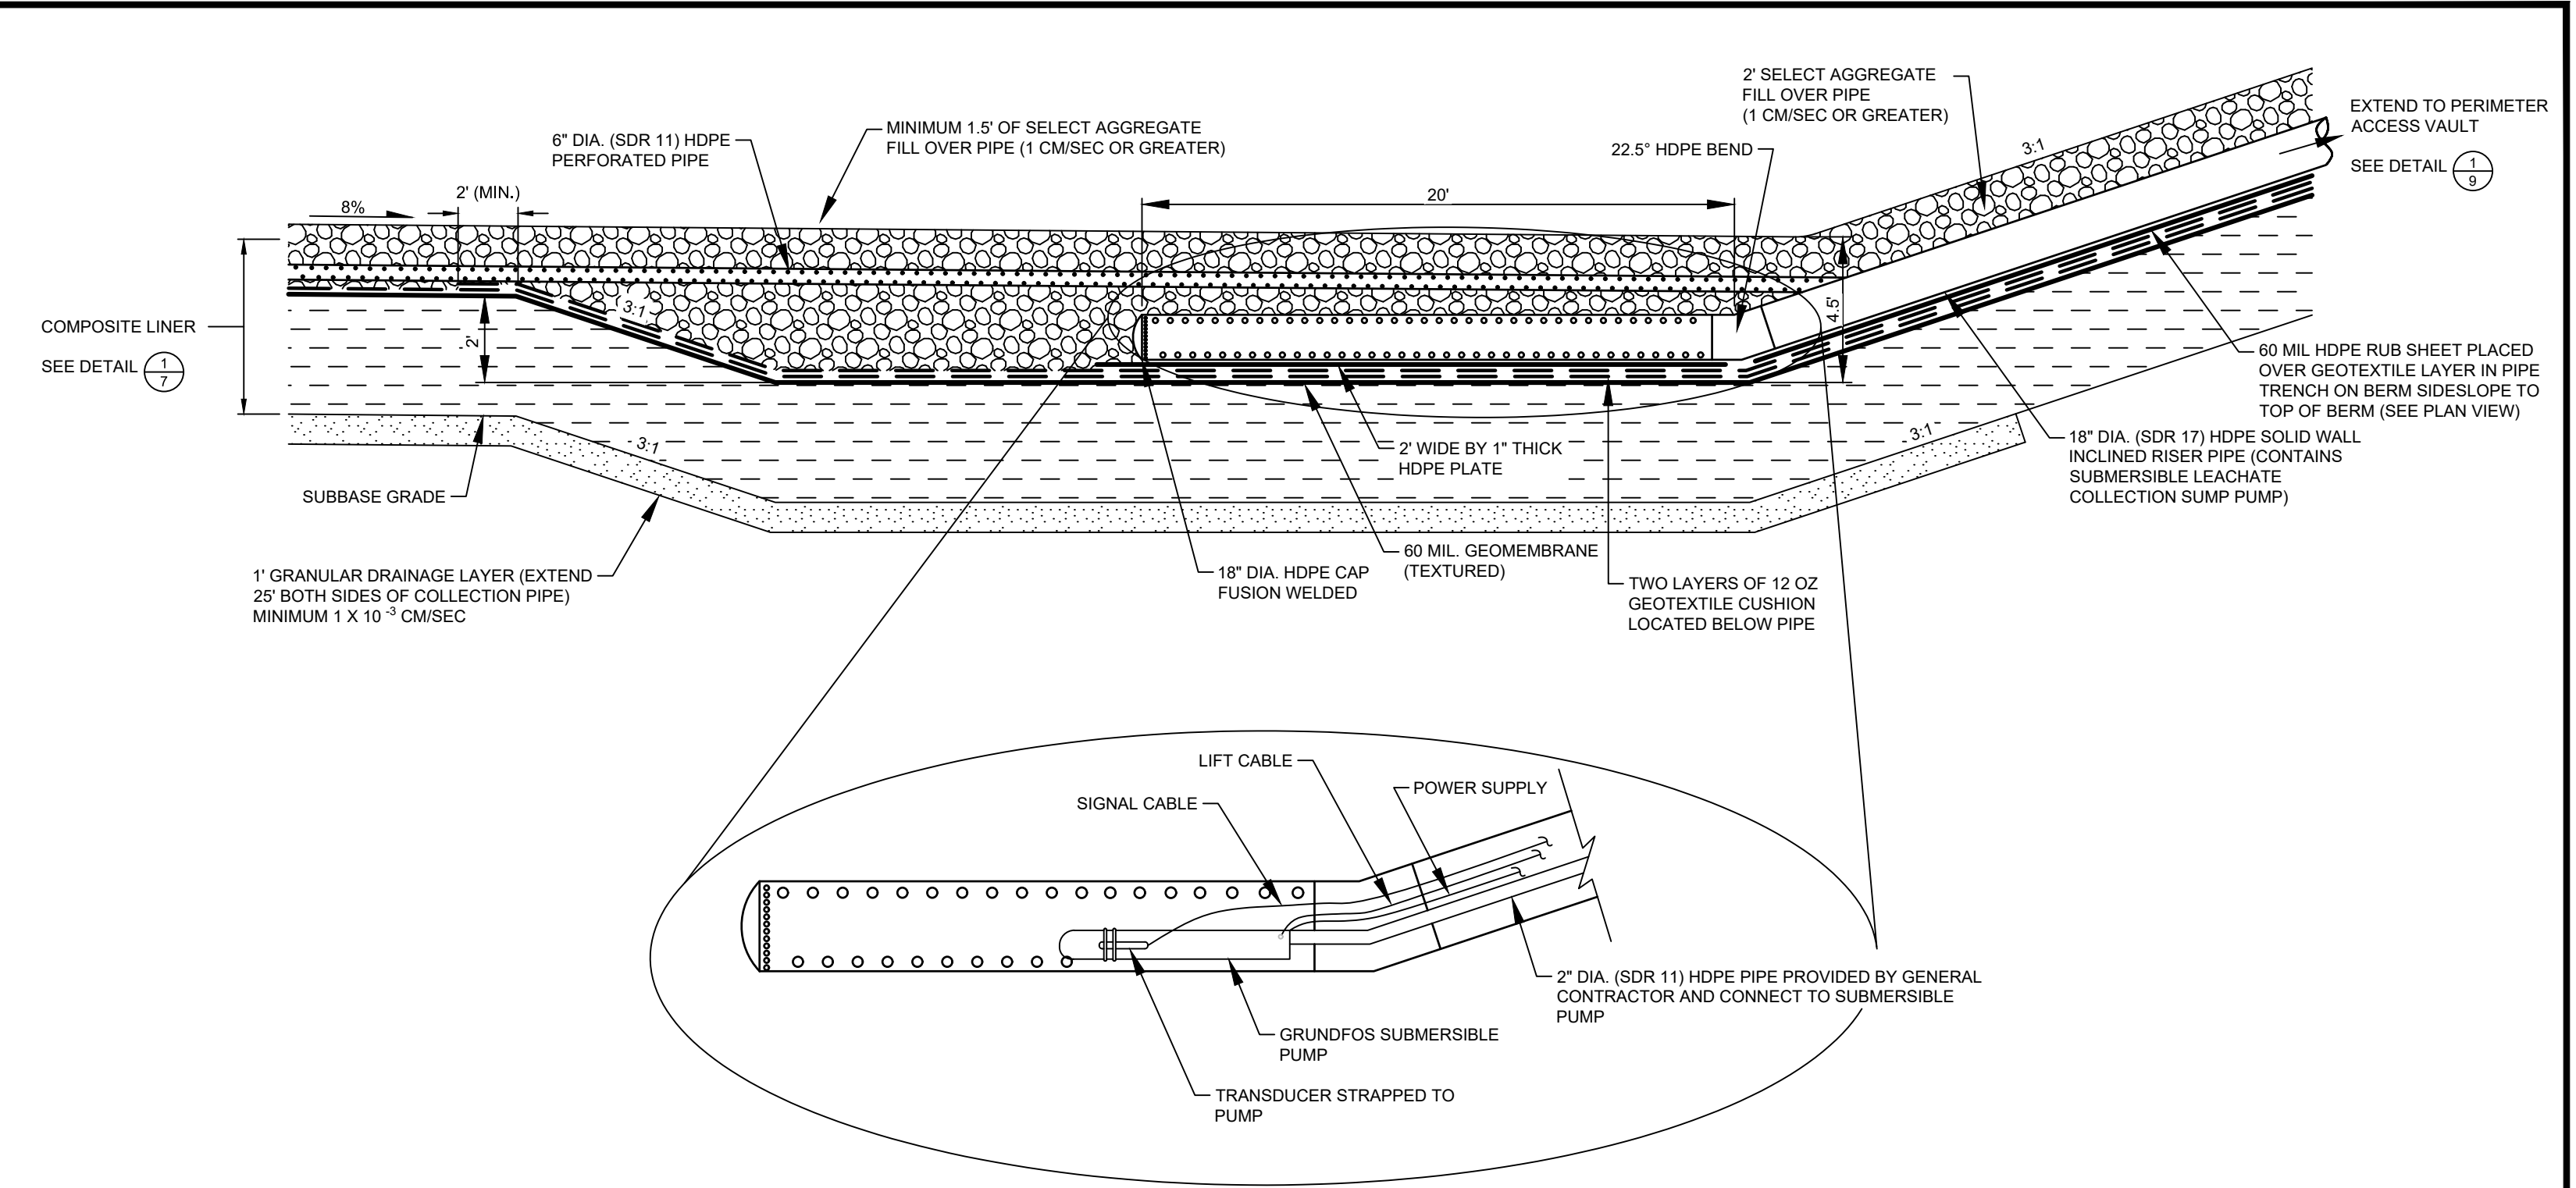 2' SELECT AGGREGATE
FILL OVER PIPE
(1 CM/SEC OR GREATER)
EXTEND TO PERIMETER
ACCESS VAULT
SEE DETAIL 1
9
MINIMUM 1.5' OF SELECT AGGREGATE
FILL OVER PIPE (1 CM/SEC OR GREATER)
6" DIA. (SDR 11) HDPE
PERFORATED PIPE
22.5° HDPE BEND
3:1
2' (MIN.)
20'
8%
3:1
2'
4.5'
COMPOSITE LINER
SEE DETAIL 1
7
60 MIL HDPE RUB SHEET PLACED
OVER GEOTEXTILE LAYER IN PIPE
TRENCH ON BERM SIDESLOPE TO
TOP OF BERM (SEE PLAN VIEW)
3:1
3:1
2' WIDE BY 1" THICK
HDPE PLATE
18" DIA. (SDR 17) HDPE SOLID WALL
INCLINED RISER PIPE (CONTAINS
SUBMERSIBLE LEACHATE
COLLECTION SUMP PUMP)
SUBBASE GRADE
60 MIL. GEOMEMBRANE
(TEXTURED)
18" DIA. HDPE CAP
FUSION WELDED
TWO LAYERS OF 12 OZ
GEOTEXTILE CUSHION
LOCATED BELOW PIPE
1' GRANULAR DRAINAGE LAYER (EXTEND
25' BOTH SIDES OF COLLECTION PIPE)
MINIMUM 1 X 10 -3 CM/SEC
LIFT CABLE
POWER SUPPLY
SIGNAL CABLE
2" DIA. (SDR 11) HDPE PIPE PROVIDED BY GENERAL
CONTRACTOR AND CONNECT TO SUBMERSIBLE
PUMP
GRUNDFOS SUBMERSIBLE
PUMP
TRANSDUCER STRAPPED TO
PUMP